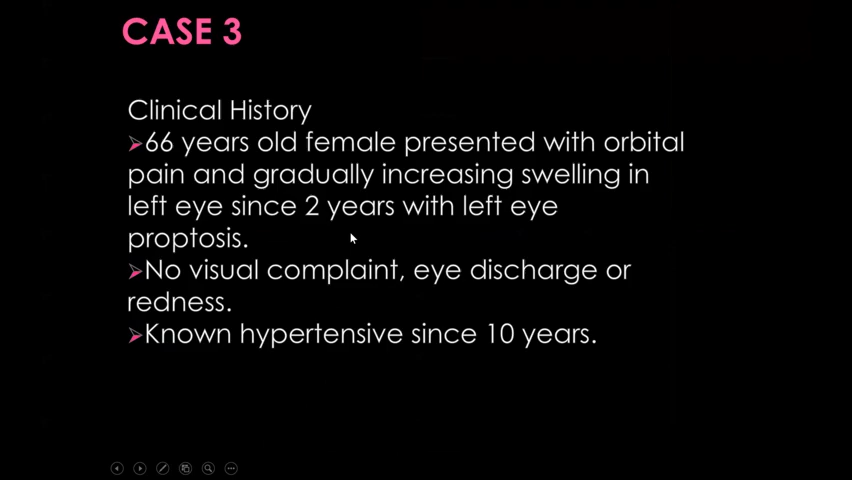 CASE 3
Clinical History
➢66 years old female presented with orbital
pain and gradually increasing swelling in
left eye since 2 years with left eye
proptosis.
➢No visual complaint, eye discharge or
redness.
➢Known hypertensive since 10 years.